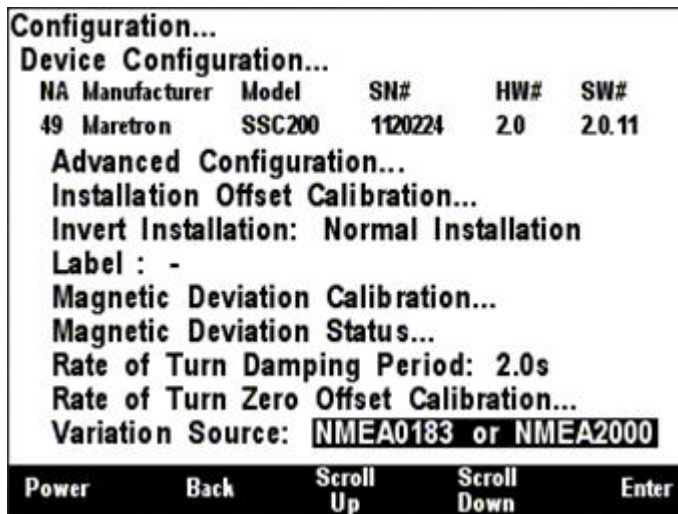 Configuration...
Device Configuration...
NA Manufacturer Model SN# HW# SW#
49 Maretron SSC200 1120224 2.0 2.0.11
Advanced Configuration...
Installation Offset Calibration...
Invert Installation: Normal Installation
Label : -
Magnetic Deviation Calibration...
Magnetic Deviation Status...
Rate of Turn Damping Period: 2.0s
Rate of Turn Zero Offset Calibration...
Variation Source: NMEA0183 or NMEA2000
Power Back Scroll Up Scroll Down Enter